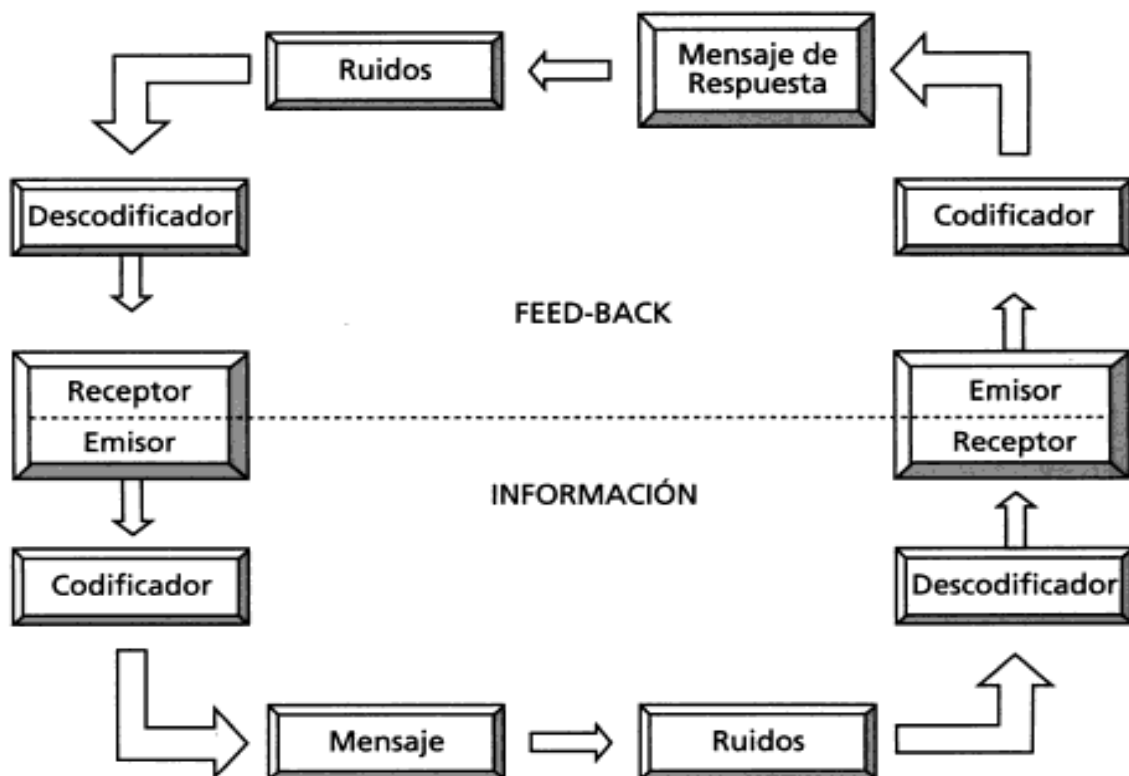 Ruidos
Mensaje de
Respuesta
Descodificador
Codificador
FEED-BACK
Receptor
Emisor
Emisor
Receptor
INFORMACIÓN
Codificador
Descodificador
Mensaje
Ruidos